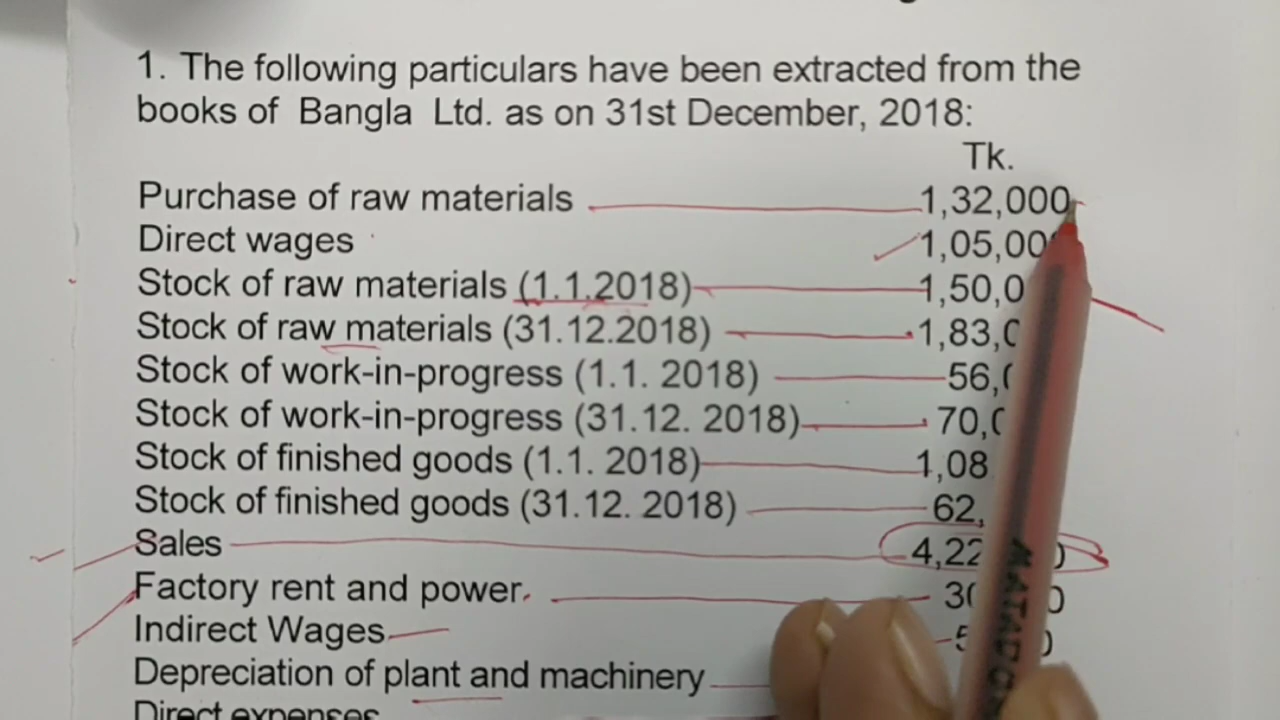 1. The following particulars have been extracted from the
books of Bangla Ltd. as on 31st December, 2018:
Tk.
Purchase of raw materials 1,32,000
Direct wages 1,05,00
Stock of raw materials (1.1.2018) 1,50,0
Stock of raw materials (31.12.2018) 1,83,
Stock of work-in-progress (1.1. 2018) 56,
Stock of work-in-progress (31.12. 2018) 70,
Stock of finished goods (1.1. 2018) 1,08
Stock of finished goods (31.12. 2018) 62,
Sales 4,22
Factory rent and power. 30
Indirect Wages
Depreciation of plant and machinery
Direct expenses
MATADOR